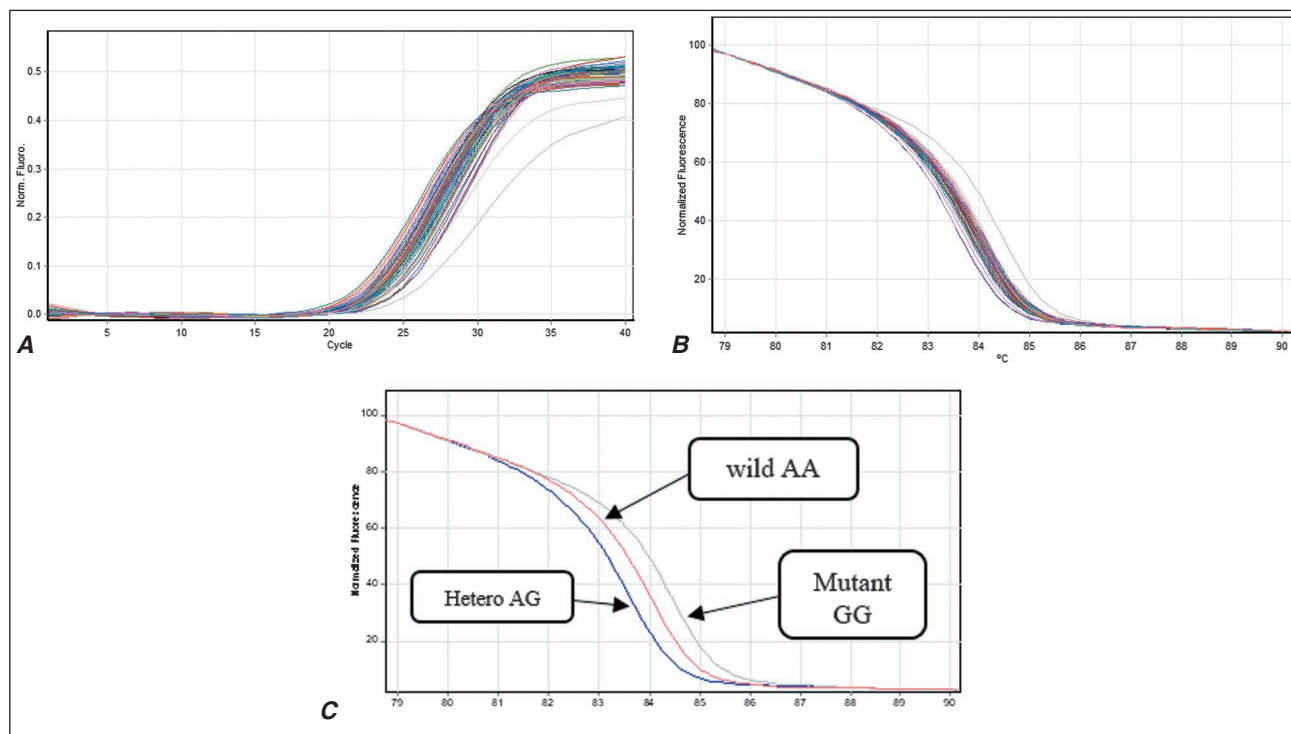 0.5
0.4
0.3
0.2
0.1
0.0
Norm. Fluoro.
5 10 15 20 25 30 35 40
Cycle
A
100
80
60
40
20
Normalized Fluorescence
79 80 81 82 83 84 85 86 87 88 89 90
ºC
B
100
80
60
40
20
Normalized Fluorescence
wild AA
Hetero AG
Mutant
GG
79 80 81 82 83 84 85 86 87 88 89 90
C